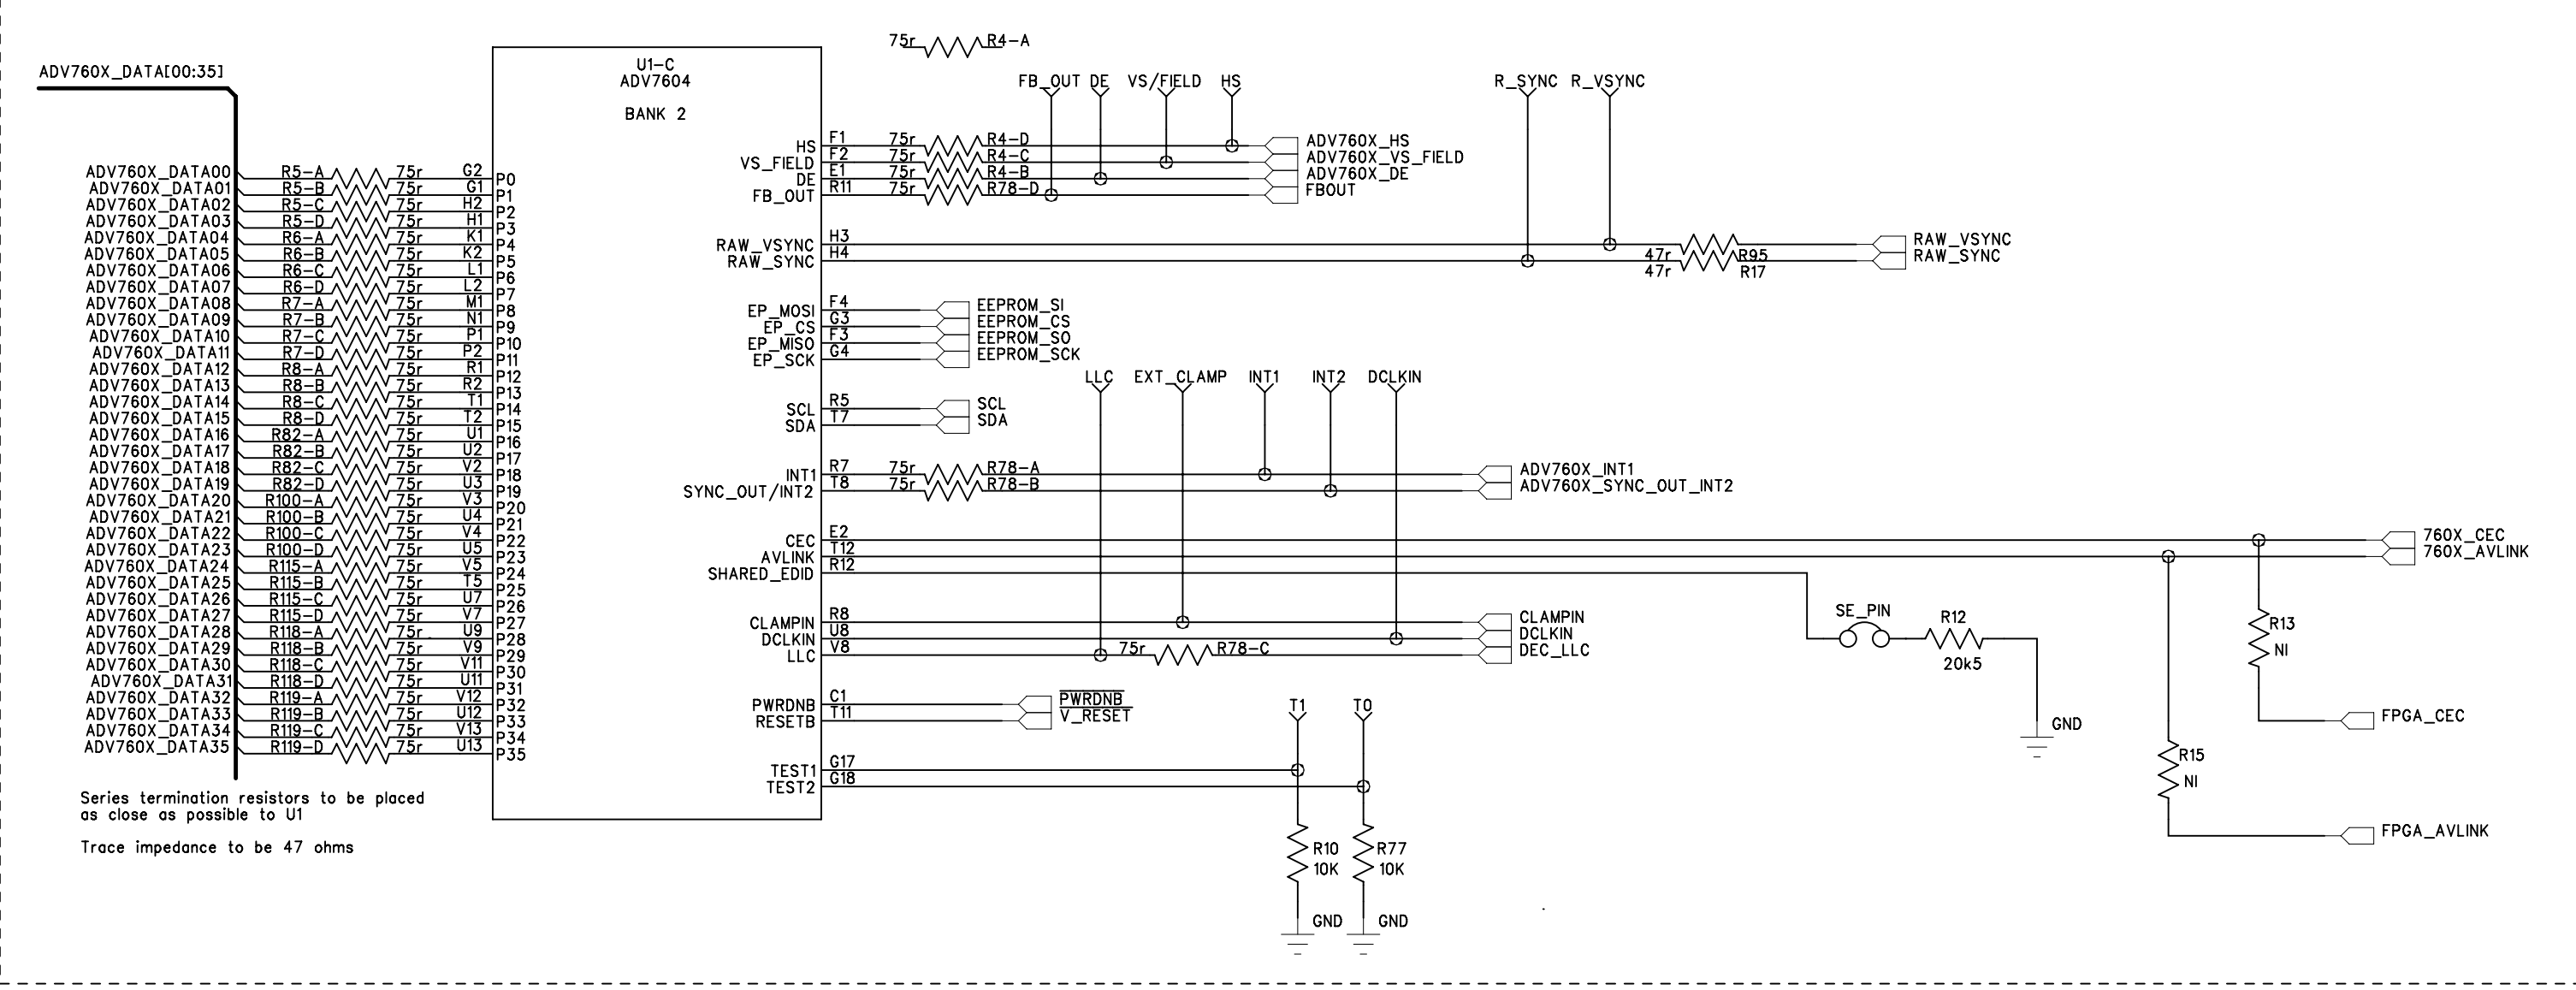 ADV760X_DATA[00:35]
U1-C
ADV7604
BANK 2
75r R4-A
FB_OUT DE VS/FIELD HS
R_SYNC R_VSYNC
ADV760X_DATA00 R5-A 75r G2 P0
ADV760X_DATA01 R5-B 75r G1 P1
ADV760X_DATA02 R5-C 75r H2 P2
ADV760X_DATA03 R5-D 75r H1 P3
ADV760X_DATA04 R6-A 75r K1 P4
ADV760X_DATA05 R6-B 75r K2 P5
ADV760X_DATA06 R6-C 75r L1 P6
ADV760X_DATA07 R6-D 75r L2 P7
ADV760X_DATA08 R7-A 75r M1 P8
ADV760X_DATA09 R7-B 75r N1 P9
ADV760X_DATA10 R7-C 75r P1 P10
ADV760X_DATA11 R7-D 75r P2 P11
ADV760X_DATA12 R8-A 75r R1 P12
ADV760X_DATA13 R8-B 75r R2 P13
ADV760X_DATA14 R8-C 75r T1 P14
ADV760X_DATA15 R8-D 75r T2 P15
ADV760X_DATA16 R82-A 75r U1 P16
ADV760X_DATA17 R82-B 75r U2 P17
ADV760X_DATA18 R82-C 75r V2 P18
ADV760X_DATA19 R82-D 75r U3 P19
ADV760X_DATA20 R100-A 75r V3 P20
ADV760X_DATA21 R100-B 75r U4 P21
ADV760X_DATA22 R100-C 75r V4 P22
ADV760X_DATA23 R100-D 75r U5 P23
ADV760X_DATA24 R115-A 75r V5 P24
ADV760X_DATA25 R115-B 75r T5 P25
ADV760X_DATA26 R115-C 75r U7 P26
ADV760X_DATA27 R115-D 75r V7 P27
ADV760X_DATA28 R118-A 75r U9 P28
ADV760X_DATA29 R118-B 75r V9 P29
ADV760X_DATA30 R118-C 75r V11 P30
ADV760X_DATA31 R118-D 75r U11 P31
ADV760X_DATA32 R119-A 75r V12 P32
ADV760X_DATA33 R119-B 75r U12 P33
ADV760X_DATA34 R119-C 75r V13 P34
ADV760X_DATA35 R119-D 75r U13 P35
HS F1 75r R4-D ADV760X_HS
VS_FIELD F2 75r R4-C ADV760X_VS_FIELD
DE E1 75r R4-B ADV760X_DE
FB_OUT R11 75r R78-D FBOUT
RAW_VSYNC H3 47r R95 RAW_VSYNC
RAW_SYNC H4 47r R17 RAW_SYNC
EP_MOSI F4 EEPROM_SI
EP_CS G3 EEPROM_CS
EP_MISO F3 EEPROM_SO
EP_SCK G4 EEPROM_SCK
LLC EXT_CLAMP INT1 INT2 DCLKIN
SCL R5 SCL
SDA T7 SDA
INT1 R7 75r R78-A ADV760X_INT1
SYNC_OUT/INT2 T8 75r R78-B ADV760X_SYNC_OUT_INT2
CEC E2 760X_CEC
AVLINK T12 760X_AVLINK
SHARED_EDID R12
SE_PIN R12
20k5
GND
R13
NI
FPGA_CEC
R15
NI
FPGA_AVLINK
CLAMPIN R8 CLAMPIN
DCLKIN U8 DCLKIN
LLC V8 75r R78-C DEC_LLC
PWRDNB C1 PWRDNB
RESETB T11 V_RESET
T1 T0
TEST1 G17
TEST2 G18
R10 R77
10K 10K
GND GND
Series termination resistors to be placed
as close as possible to U1
Trace impedance to be 47 ohms